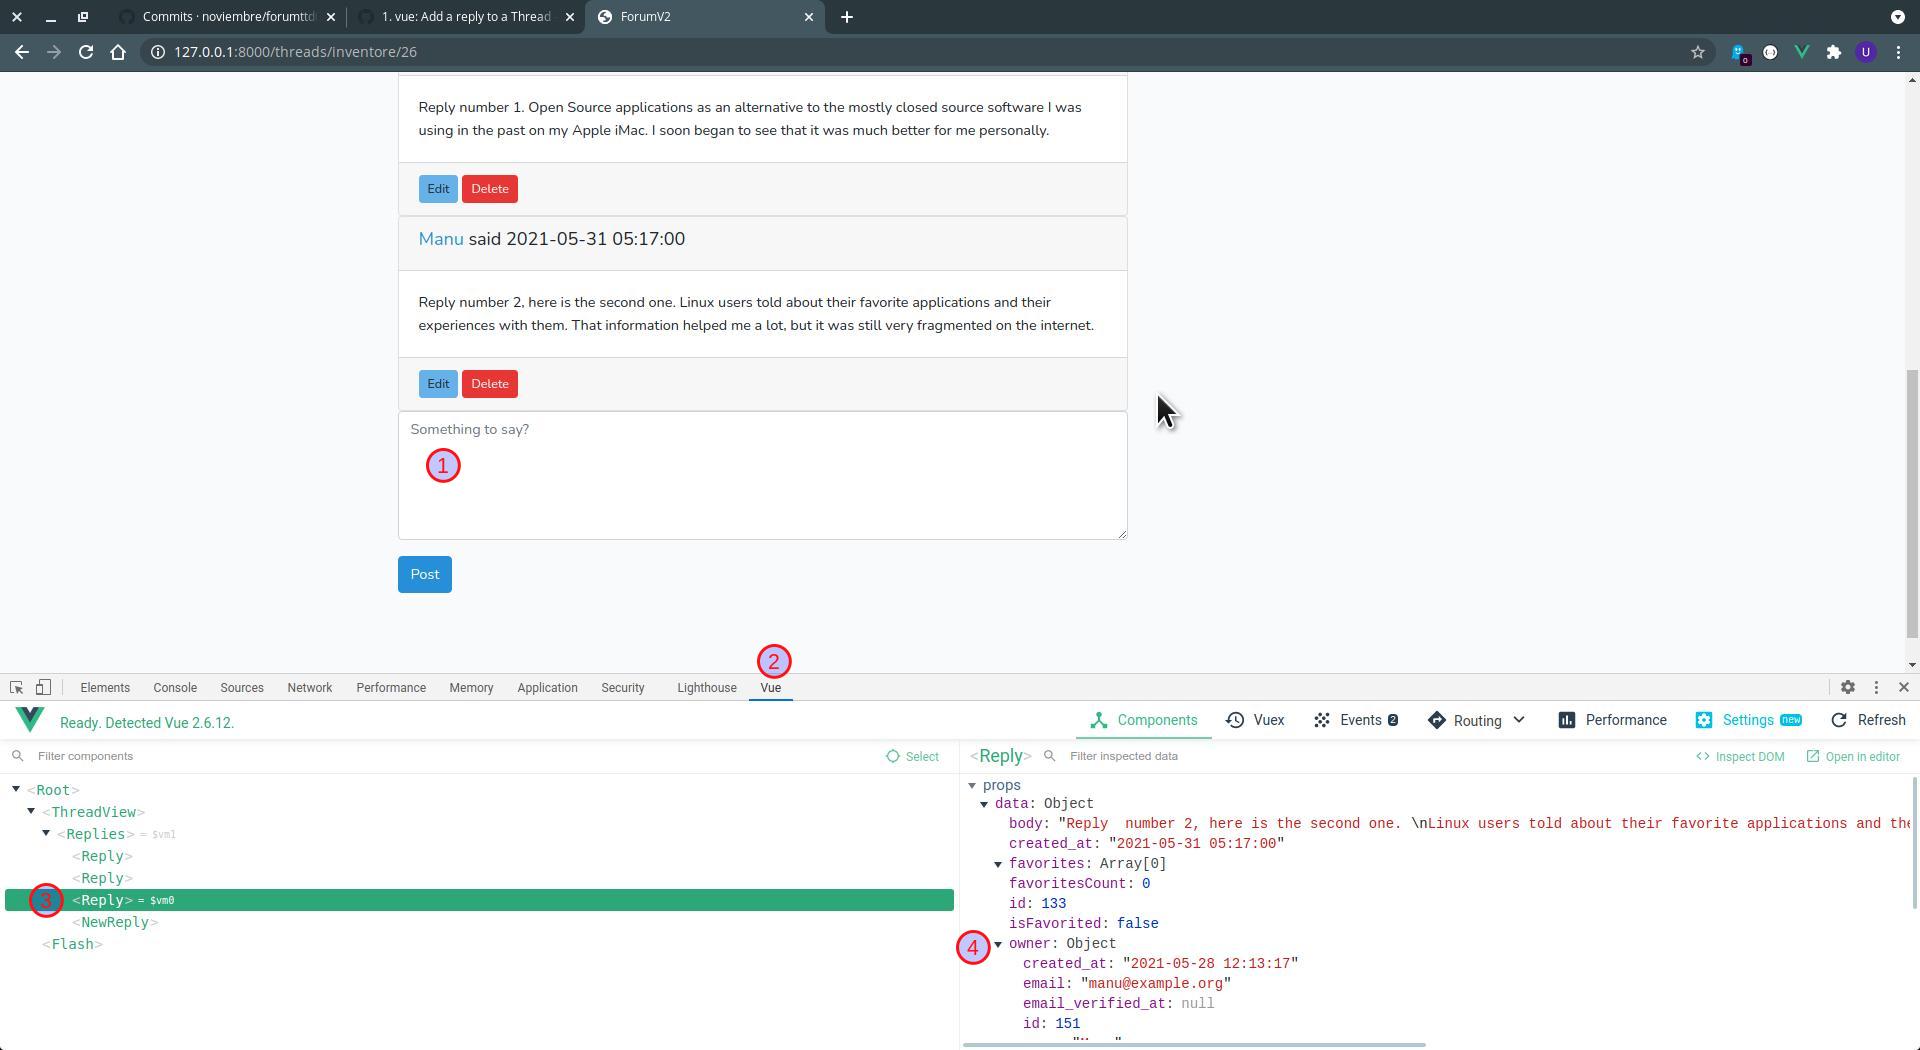 Commits · noviembre/forumttd
1. vue: Add a reply to a Thread
ForumV2
127.0.0.1:8000/threads/inventore/26
0
U
Reply number 1. Open Source applications as an alternative to the mostly closed source software I was
using in the past on my Apple iMac. I soon began to see that it was much better for me personally.
Edit Delete
Manu said 2021-05-31 05:17:00
Reply number 2, here is the second one. Linux users told about their favorite applications and their
experiences with them. That information helped me a lot, but it was still very fragmented on the internet.
Edit Delete
Something to say?
1
Post
2
Elements Console Sources Network Performance Memory Application Security Lighthouse Vue
Ready. Detected Vue 2.6.12.
Components Vuex Events 2 Routing Performance Settings new Refresh
Filter components Select
<Root>
<ThreadView>
<Replies> = $vm1
<Reply>
<Reply>
3 <Reply> = $vm0
<NewReply>
<Flash>
<Reply> Filter inspected data <> Inspect DOM Open in editor
props
data: Object
body: "Reply  number 2, here is the second one. \nLinux users told about their favorite applications and the
created_at: "2021-05-31 05:17:00"
favorites: Array[0]
favoritesCount: 0
id: 133
isFavorited: false
4 owner: Object
created_at: "2021-05-28 12:13:17"
email: "manu@example.org"
email_verified_at: null
id: 151